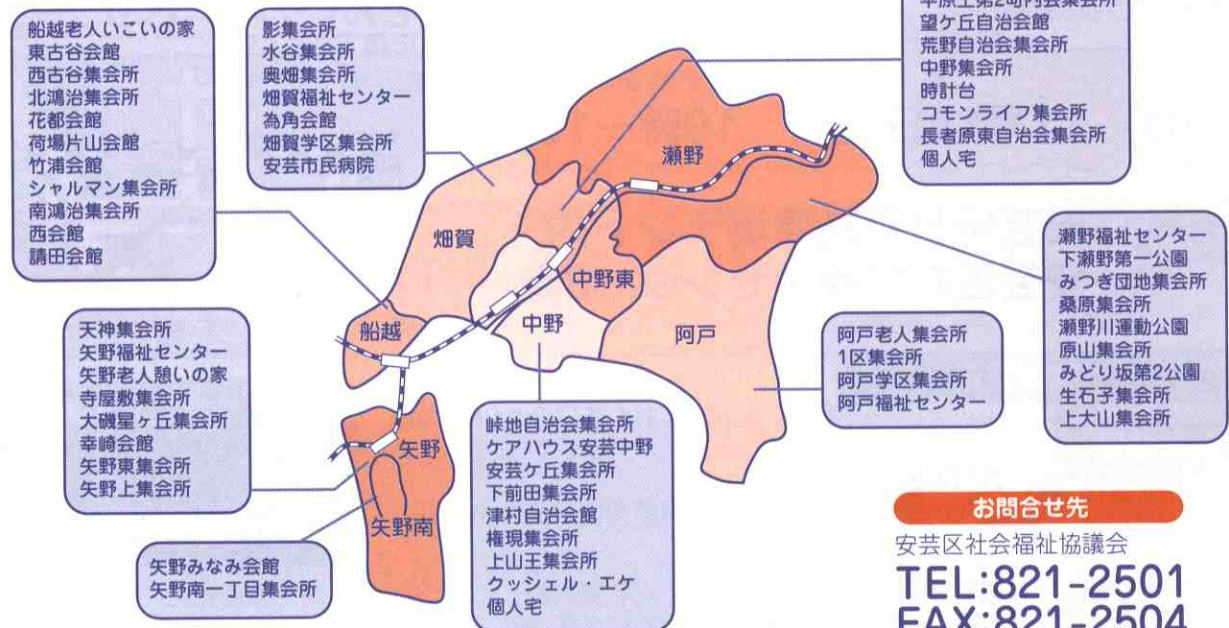 船越老人いこいの家
東古谷会館
西古谷集会所
北鴻治集会所
花都会館
荷場片山会館
竹浦会館
シャルマン集会所
南鴻治集会所
西会館
請田会館
影集会所
水谷集会所
奥畑集会所
畑賀福祉センター
為角会館
畑賀学区集会所
安芸市民病院
平原上第2町内会集会所
望ケ丘自治会館
荒野自治会集会所
中野集会所
時計台
コモンライフ集会所
長者原東自治会集会所
個人宅
瀬野
畑賀
中野東
船越
中野
阿戸
矢野
矢野南
瀬野福祉センター
下瀬野第一公園
みつぎ団地集会所
桑原集会所
瀬野川運動公園
原山集会所
みどり坂第2公園
生石子集会所
上大山集会所
天神集会所
矢野福祉センター
矢野老人憩いの家
寺屋敷集会所
大磯星ヶ丘集会所
幸崎会館
矢野東集会所
矢野上集会所
阿戸老人集会所
1区集会所
阿戸学区集会所
阿戸福祉センター
峠地自治会集会所
ケアハウス安芸中野
安芸ケ丘集会所
下前田集会所
津村自治会館
権現集会所
上山王集会所
クッシェル・エケ
個人宅
矢野みなみ会館
矢野南一丁目集会所
お問合せ先
安芸区社会福祉協議会
TEL:821-2501
FAX:821-2504